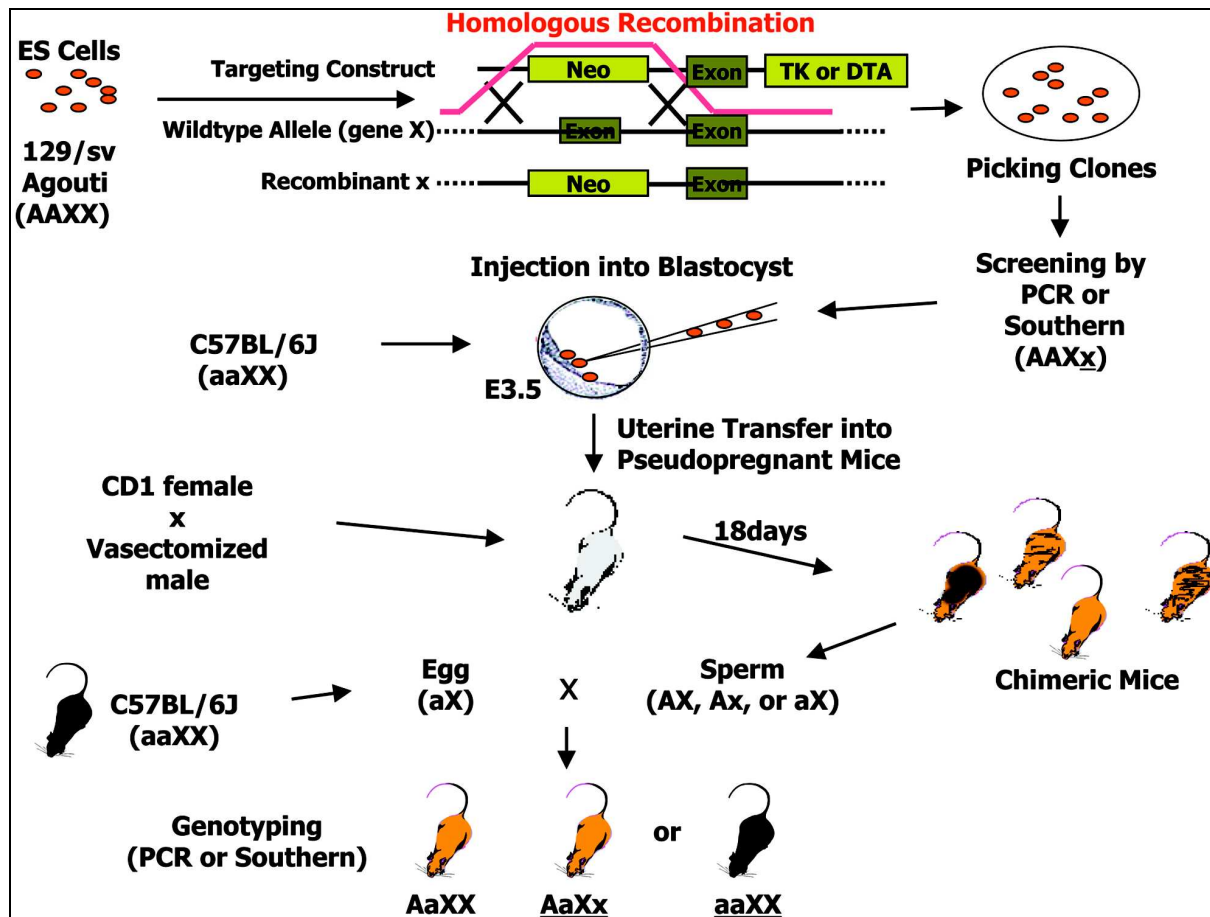 Homologous Recombination
ES Cells
129/sv
Agouti
(AAXX)
Targeting Construct
Neo
Exon
TK or DTA
Wildtype Allele (gene X)
Exon
Exon
Recombinant x
Neo
Exon
Picking Clones
Screening by
PCR or
Southern
(AAXx)
Injection into Blastocyst
C57BL/6J
(aaXX)
E3.5
Uterine Transfer into
Pseudopregnant Mice
CD1 female
x
Vasectomized
male
18days
Chimeric Mice
C57BL/6J
(aaXX)
Egg
(aX)
X
Sperm
(AX, Ax, or aX)
Genotyping
(PCR or Southern)
or
AaXX
AaXx
aaXX